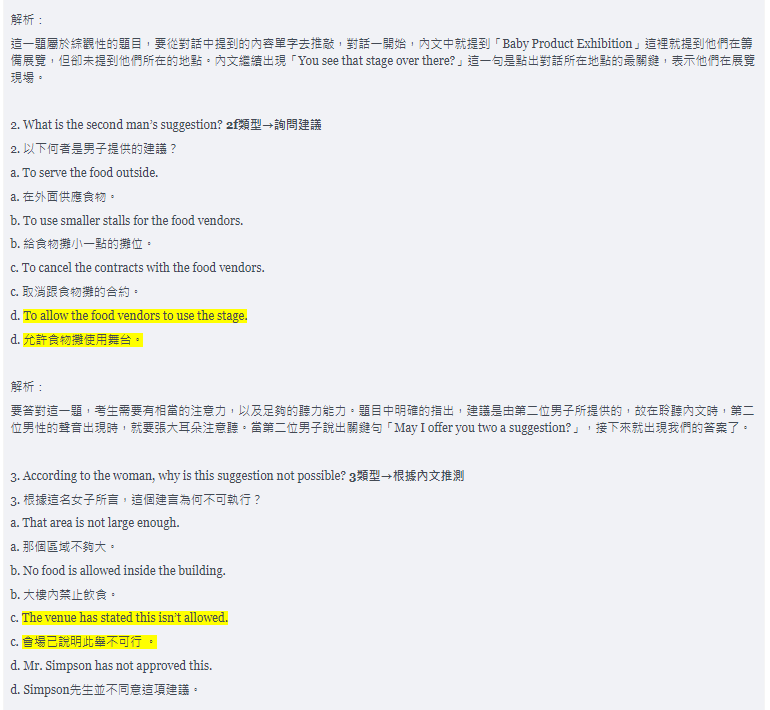 解析：
這一題屬於綜觀性的題目，要從對話中提到的內容單字去推敲，對話一開始，內文中就提到「Baby Product Exhibition」這裡就提到他們在籌
備展覽，但卻未提到他們所在的地點。內文繼續出現「You see that stage over there?」這一句是點出對話所在地點的最關鍵，表示他們在展覽
現場。
2. What is the second man’s suggestion? 2f類型→詢問建議
2. 以下何者是男子提供的建議？
a. To serve the food outside.
a. 在外面供應食物。
b. To use smaller stalls for the food vendors.
b. 給食物攤小一點的攤位。
c. To cancel the contracts with the food vendors.
c. 取消跟食物攤的合約。
d. To allow the food vendors to use the stage.
d. 允許食物攤使用舞台。
解析：
要答對這一題，考生需要有相當的注意力，以及足夠的聽力能力。題目中明確的指出，建議是由第二位男子所提供的，故在聆聽內文時，第二
位男性的聲音出現時，就要張大耳朵注意聽。當第二位男子說出關鍵句「May I offer you two a suggestion?」，接下來就出現我們的答案了。
3. According to the woman, why is this suggestion not possible? 3類型→根據內文推測
3. 根據這名女子所言，這個建言為何不可執行？
a. That area is not large enough.
a. 那個區域不夠大。
b. No food is allowed inside the building.
b. 大樓內禁止飲食。
c. The venue has stated this isn’t allowed.
c. 會場已說明此舉不可行 。
d. Mr. Simpson has not approved this.
d. Simpson先生並不同意這項建議。